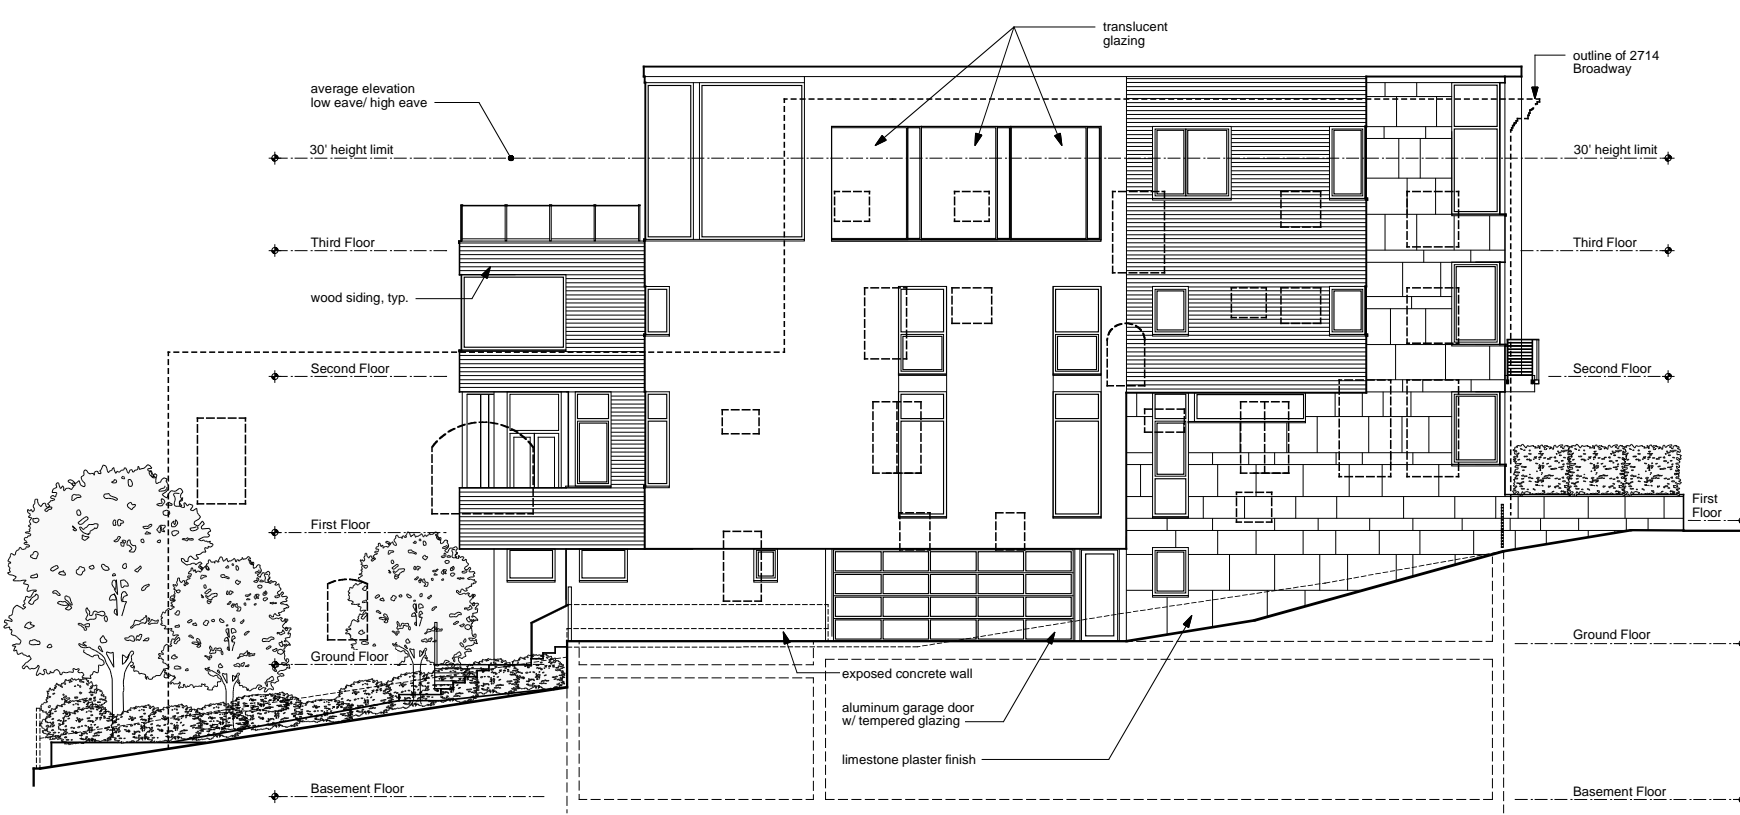 translucent
glazing
outline of 2714
Broadway
average elevation
low eave/ high eave
30' height limit
30' height limit
Third Floor
Third Floor
wood siding, typ.
Second Floor
Second Floor
First
Floor
First Floor
Ground Floor
Ground Floor
exposed concrete wall
aluminum garage door
w/ tempered glazing
limestone plaster finish
Basement Floor
Basement Floor